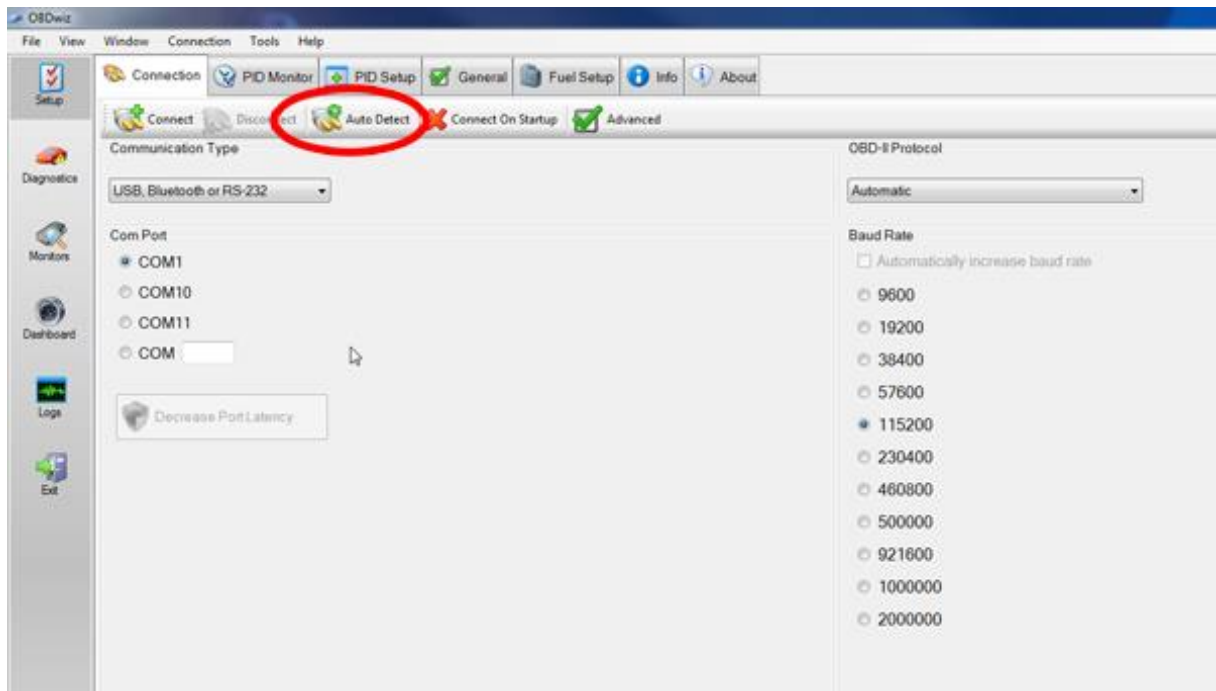 OBDwiz
File View Window Connection Tools Help
Setup
Diagnostics
Monitors
Dashboard
Logs
Exit
Connection PID Monitor PID Setup General Fuel Setup Info About
Connect Disconnect Auto Detect Connect On Startup Advanced
Communication Type
USB, Bluetooth or RS-232
Com Port
COM1
COM10
COM11
COM
Decrease Port Latency
OBD-II Protocol
Automatic
Baud Rate
Automatically increase baud rate
9600
19200
38400
57600
115200
230400
460800
500000
921600
1000000
2000000